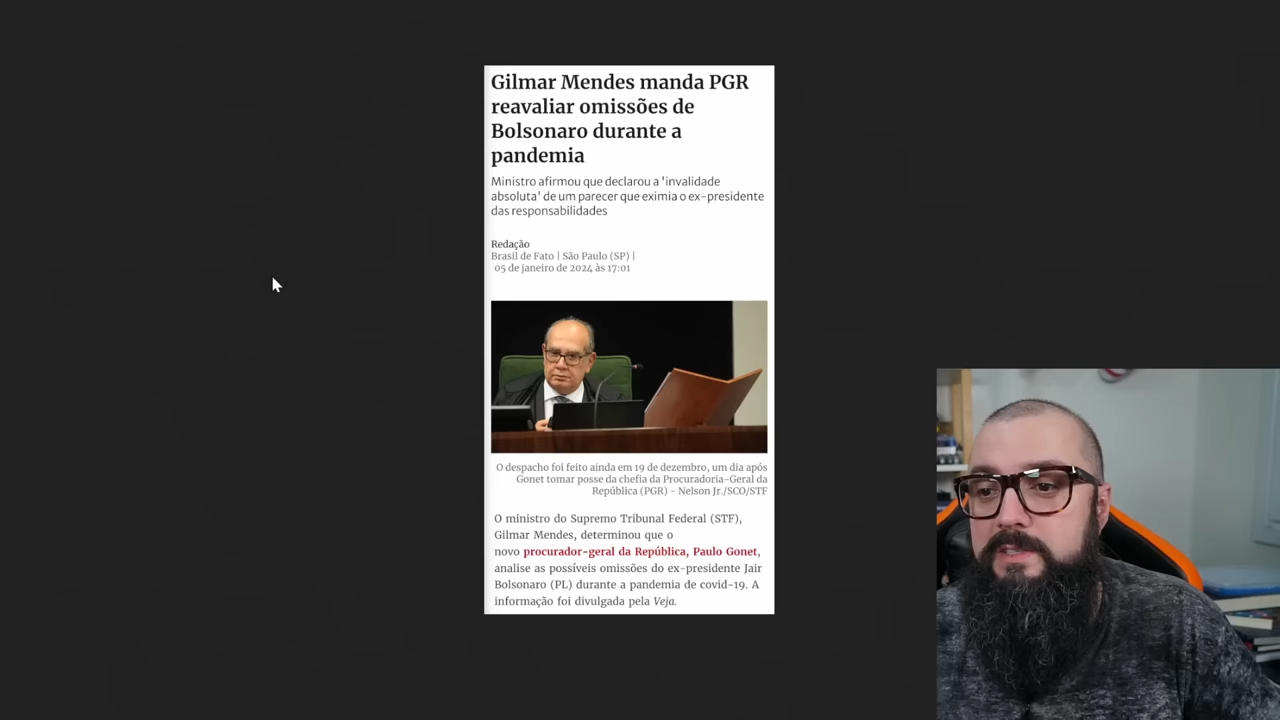 Gilmar Mendes manda PGR
reavaliar omissões de
Bolsonaro durante a
pandemia
Ministro afirmou que declarou a 'invalidade
absoluta' de um parecer que eximia o ex-presidente
das responsabilidades
Redação
Brasil de Fato | São Paulo (SP) |
05 de janeiro de 2024 às 17:01
O despacho foi feito ainda em 19 de dezembro, um dia após
Gonet tomar posse da chefia da Procuradoria-Geral da
República (PGR) - Nelson Jr./SCO/STF
O ministro do Supremo Tribunal Federal (STF),
Gilmar Mendes, determinou que o
novo procurador-geral da República, Paulo Gonet,
analise as possíveis omissões do ex-presidente Jair
Bolsonaro (PL) durante a pandemia de covid-19. A
informação foi divulgada pela Veja.